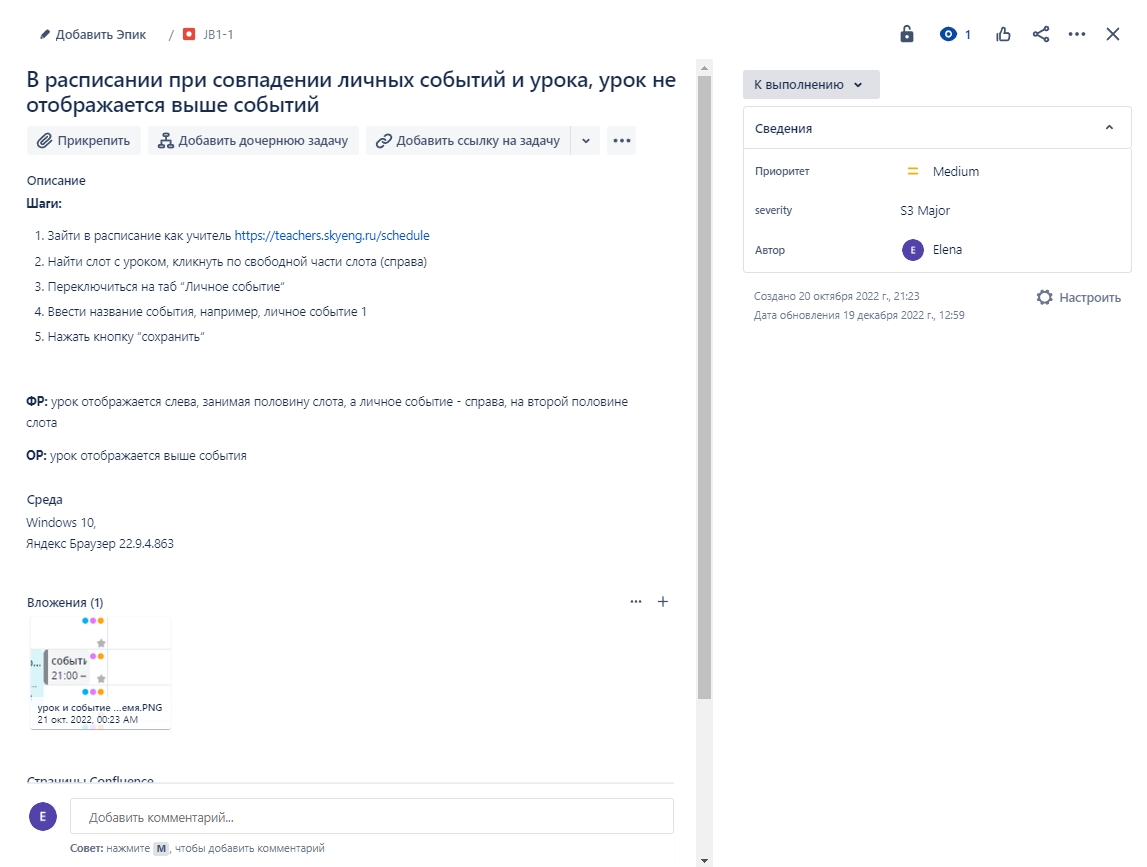 Добавить Эпик / JB1-1
1
В расписании при совпадении личных событий и урока, урок не
отображается выше событий
Прикрепить
Добавить дочернюю задачу
Добавить ссылку на задачу
Описание
Шаги:
1. Зайти в расписание как учитель https://teachers.skyeng.ru/schedule
2. Найти слот с уроком, кликнуть по свободной части слота (справа)
3. Переключиться на таб “Личное событие“
4. Ввести название события, например, личное событие 1
5. Нажать кнопку “сохранить“
ФР: урок отображается слева, занимая половину слота, а личное событие - справа, на второй половине
слота
ОР: урок отображается выше события
Среда
Windows 10,
Яндекс Браузер 22.9.4.863
Вложения (1)
событи
21:00 –
урок и событие ...емя.PNG
21 окт. 2022, 00:23 AM
Страницы Confluence
E
Добавить комментарий...
Совет: нажмите M, чтобы добавить комментарий
К выполнению
Сведения
Приоритет
Medium
severity
S3 Major
Автор
E
Elena
Создано 20 октября 2022 г., 21:23
Дата обновления 19 декабря 2022 г., 12:59
Настроить